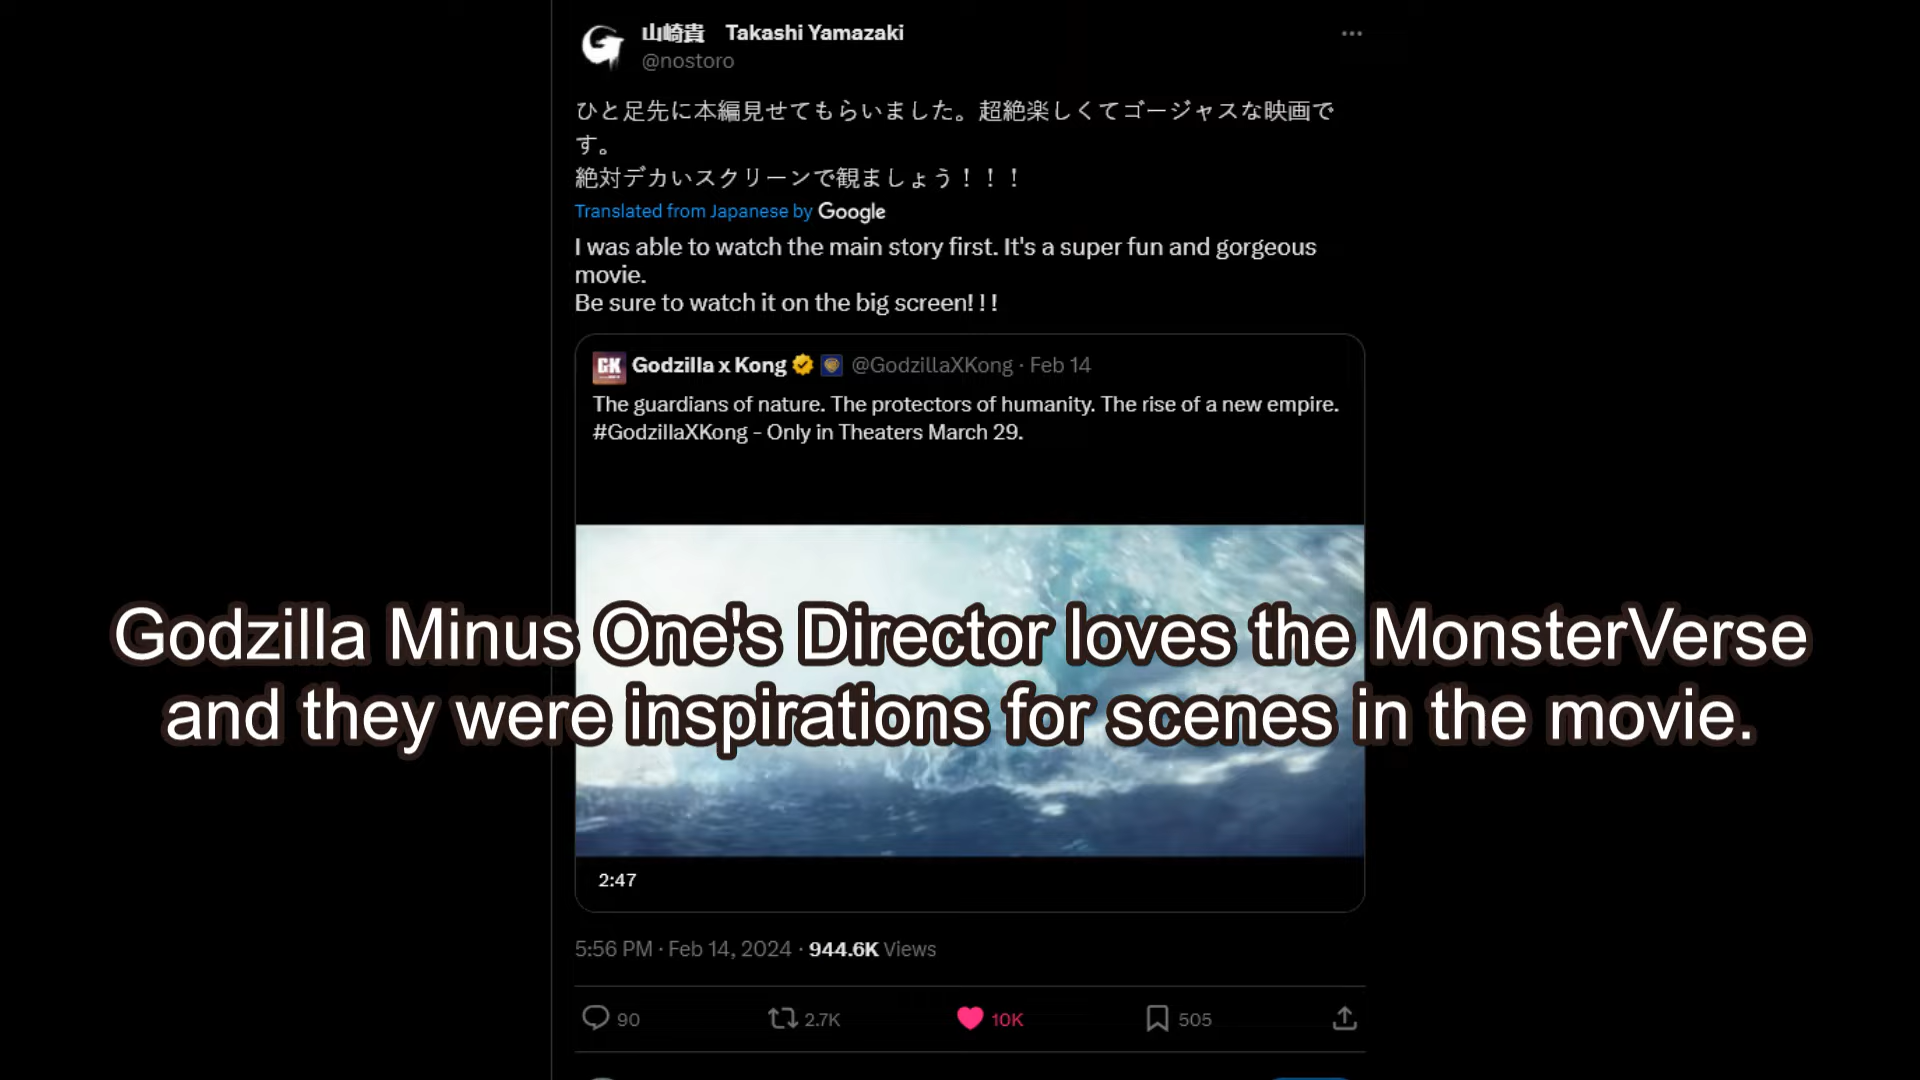 山崎貴　Takashi Yamazaki
@nostoro
ひと足先に本編見せてもらいました。超絶楽しくてゴージャスな映画で
す。
絶対デカいスクリーンで観ましょう！！！
Translated from Japanese by Google
I was able to watch the main story first. It's a super fun and gorgeous
movie.
Be sure to watch it on the big screen! ! !
GK Godzilla x Kong @GodzillaXKong · Feb 14
The guardians of nature. The protectors of humanity. The rise of a new empire.
#GodzillaXKong - Only in Theaters March 29.
Godzilla Minus One's Director loves the MonsterVerse
and they were inspirations for scenes in the movie.
2:47
5:56 PM · Feb 14, 2024 · 944.6K Views
90 2.7K 10K 505